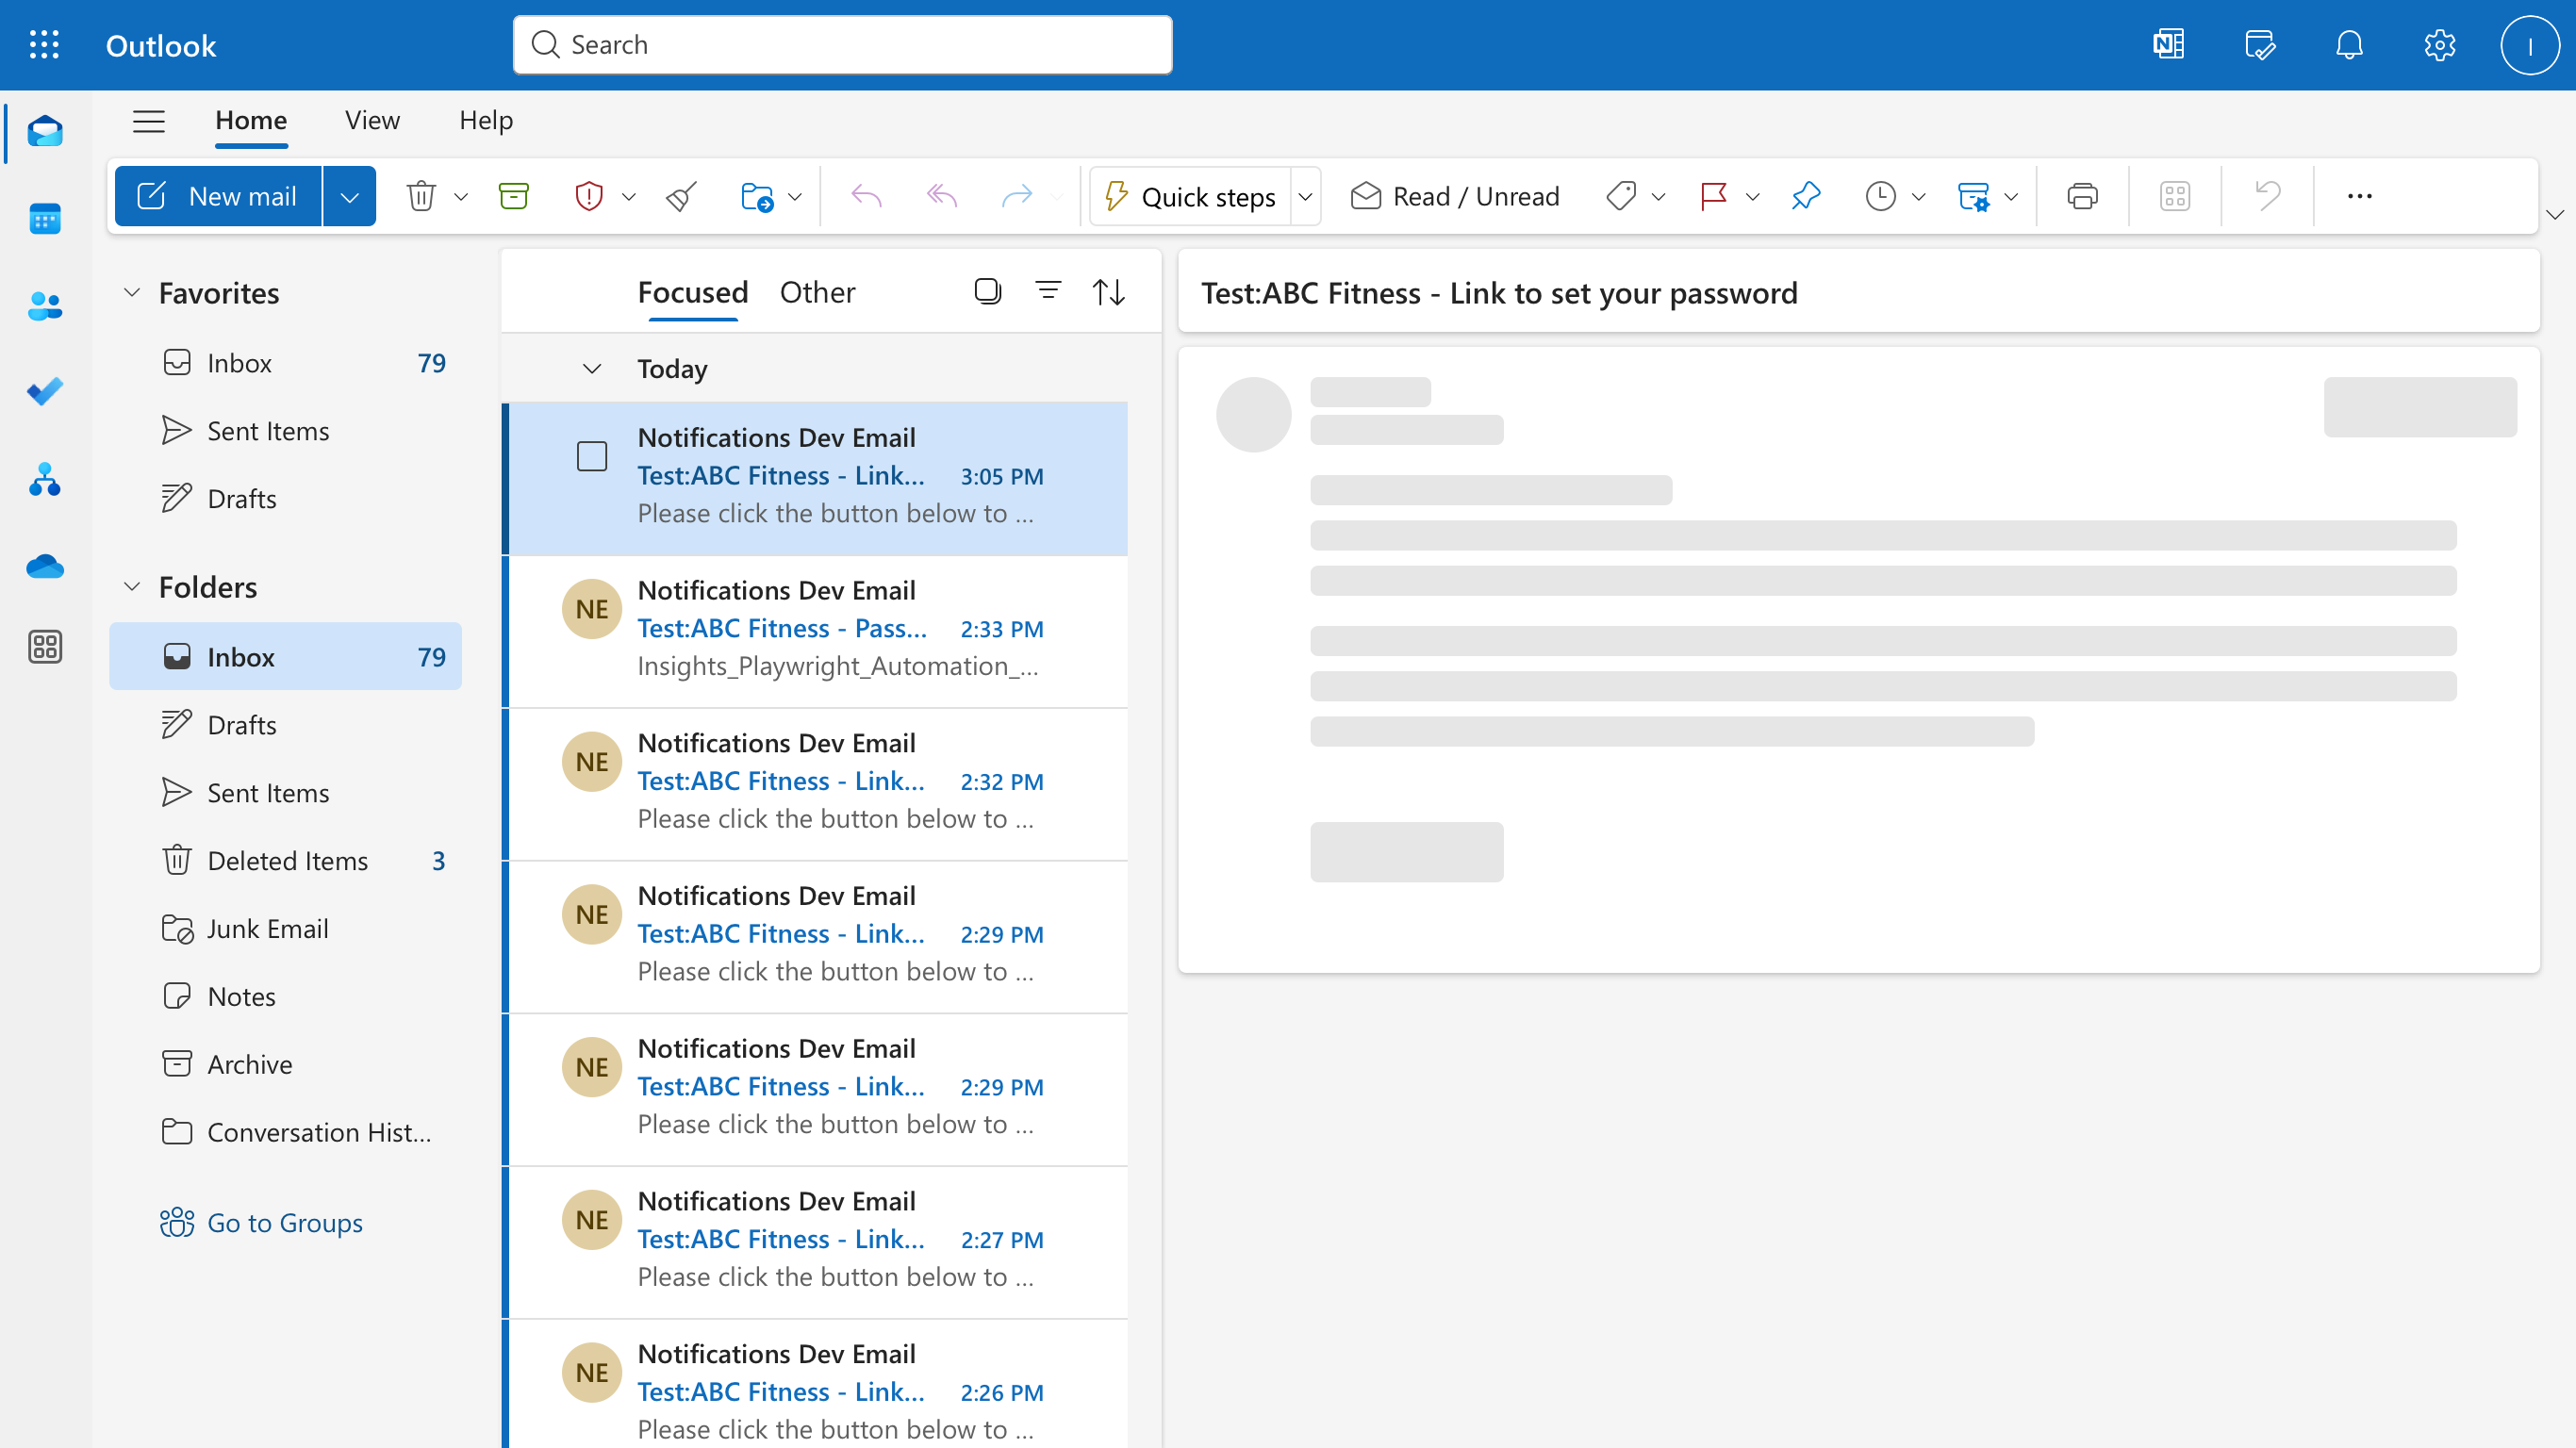 Outlook
Search
I
Home
View
Help
New mail
Quick steps
Read / Unread
Favorites
Inbox 79
Sent Items
Drafts
Folders
Inbox 79
Drafts
Sent Items
Deleted Items 3
Junk Email
Notes
Archive
Conversation Hist...
Go to Groups
Focused
Other
Today
Notifications Dev Email
Test:ABC Fitness - Link... 3:05 PM
Please click the button below to ...
NE
Notifications Dev Email
Test:ABC Fitness - Pass... 2:33 PM
Insights_Playwright_Automation_...
NE
Notifications Dev Email
Test:ABC Fitness - Link... 2:32 PM
Please click the button below to ...
NE
Notifications Dev Email
Test:ABC Fitness - Link... 2:29 PM
Please click the button below to ...
NE
Notifications Dev Email
Test:ABC Fitness - Link... 2:29 PM
Please click the button below to ...
NE
Notifications Dev Email
Test:ABC Fitness - Link... 2:27 PM
Please click the button below to ...
NE
Notifications Dev Email
Test:ABC Fitness - Link... 2:26 PM
Please click the button below to ...
Test:ABC Fitness - Link to set your password